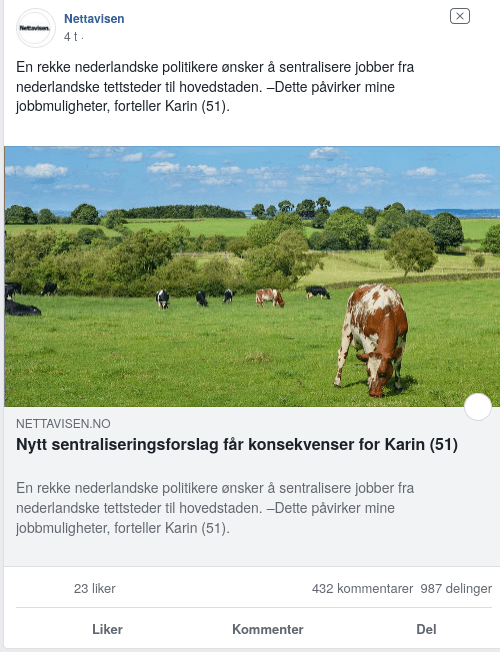 Nettavisen.
Nettavisen
4 t ·
En rekke nederlandske politikere ønsker å sentralisere jobber fra
nederlandske tettsteder til hovedstaden. –Dette påvirker mine
jobbmuligheter, forteller Karin (51).
NETTAVISEN.NO
Nytt sentraliseringsforslag får konsekvenser for Karin (51)
En rekke nederlandske politikere ønsker å sentralisere jobber fra
nederlandske tettsteder til hovedstaden. –Dette påvirker mine
jobbmuligheter, forteller Karin (51).
23 liker 432 kommentarer 987 delinger
Liker Kommenter Del